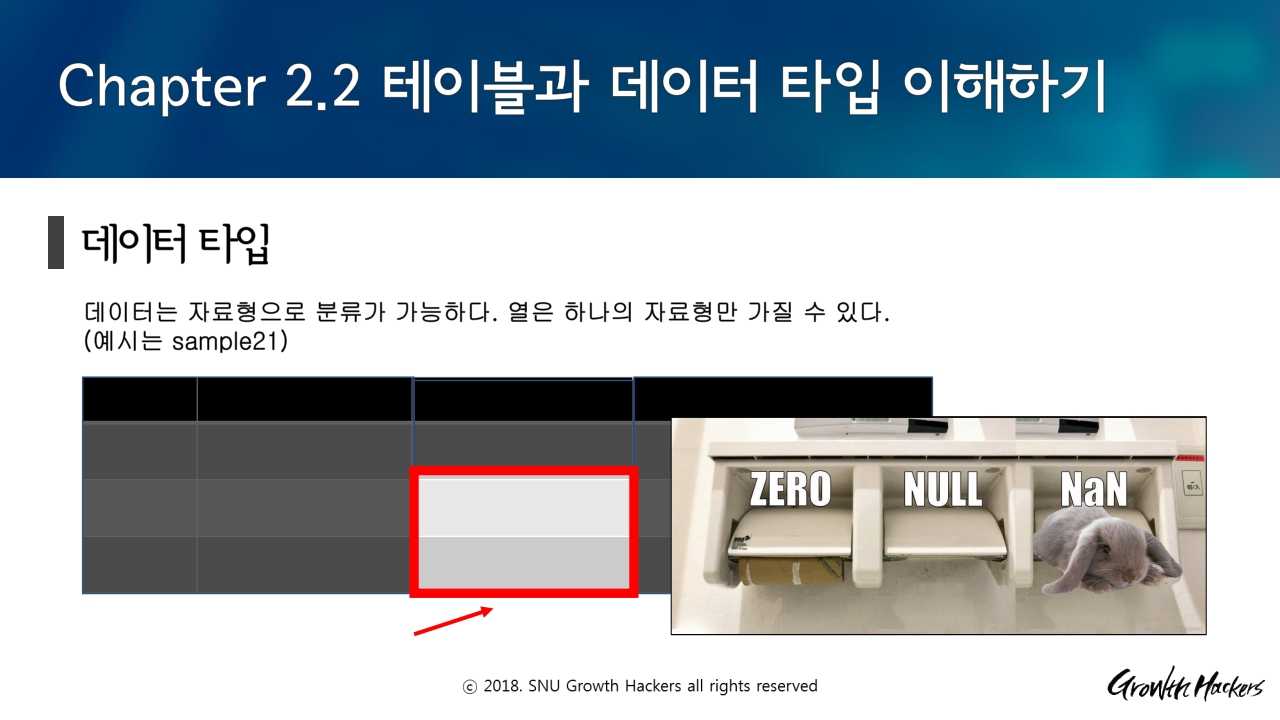 Chapter 2.2 테이블과 데이터 타입 이해하기
데이터 타입
데이터는 자료형으로 분류가 가능하다. 열은 하나의 자료형만 가질 수 있다.
(예시는 sample21)
ZERO NULL NaN
ⓒ 2018. SNU Growth Hackers all rights reserved
Growth Hackers